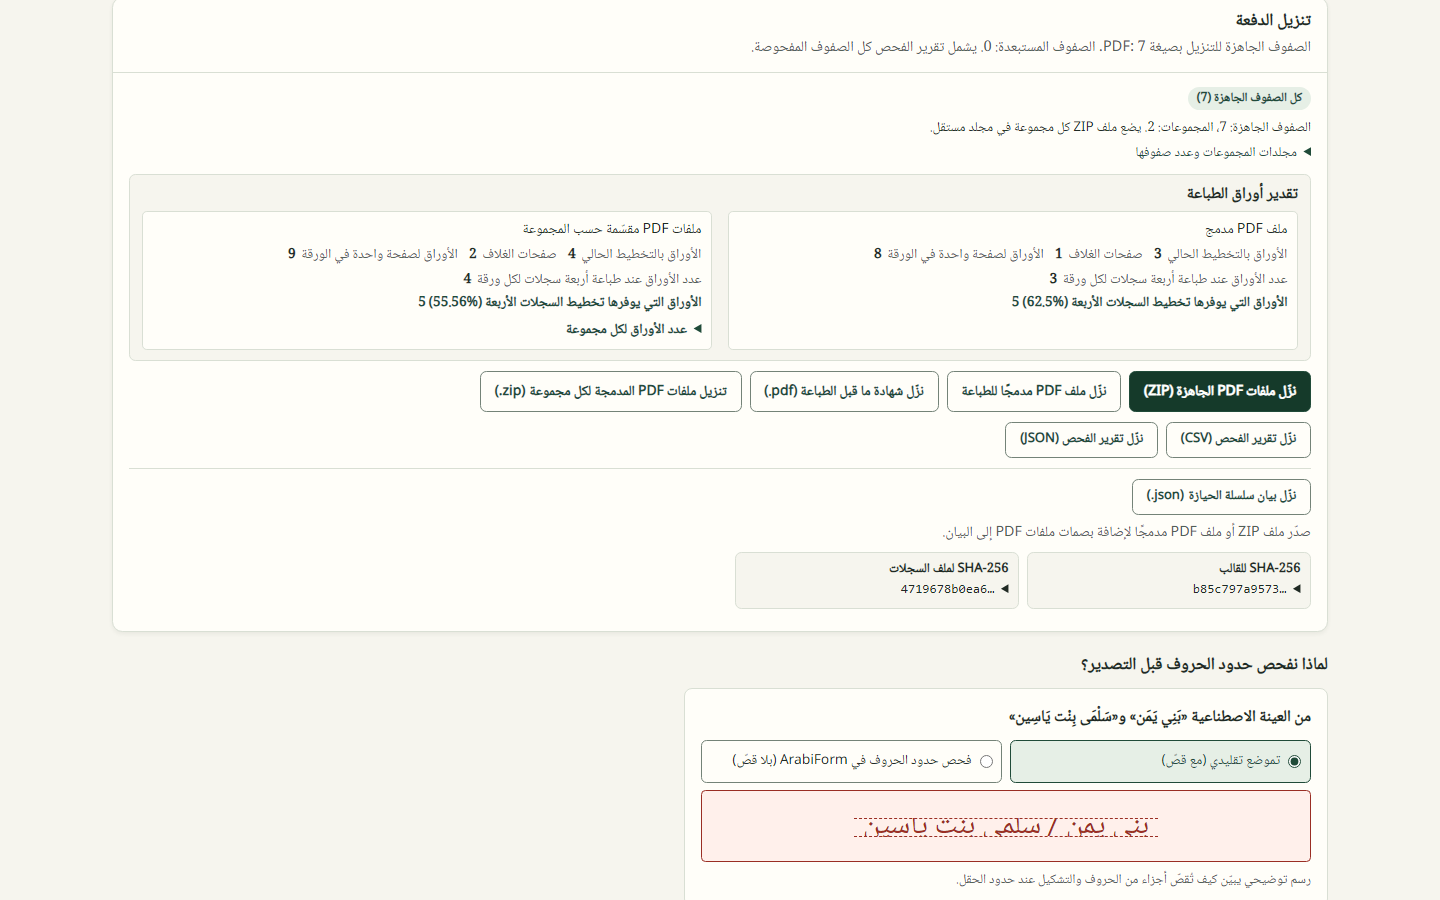 تنزيل الدفعة
الصفوف الجاهزة للتنزيل بصيغة PDF: 7. الصفوف المستبعدة: 0. يشمل تقرير الفحص كل الصفوف المفحوصة.
كل الصفوف الجاهزة (7)
الصفوف الجاهزة: 7، المجموعات: 2. يضع ملف ZIP كل مجموعة في مجلد مستقل.
مجلدات المجموعات وعدد صفوفها
تقدير أوراق الطباعة
ملف PDF مدمج
الأوراق بالتخطيط الحالي 3 صفحات الغلاف 1 الأوراق لصفحة واحدة في الورقة 8
عدد الأوراق عند طباعة أربعة سجلات لكل ورقة 3
الأوراق التي يوفرها تخطيط السجلات الأربعة 5 (62.5%)
ملفات PDF مقسّمة حسب المجموعة
الأوراق بالتخطيط الحالي 4 صفحات الغلاف 2 الأوراق لصفحة واحدة في الورقة 9
عدد الأوراق عند طباعة أربعة سجلات لكل ورقة 4
الأوراق التي يوفرها تخطيط السجلات الأربعة 5 (55.56%)
عدد الأوراق لكل مجموعة
نزّل ملفات PDF الجاهزة (ZIP)
نزّل ملف PDF مدمجًا للطباعة
نزّل شهادة ما قبل الطباعة (.pdf)
تنزيل ملفات PDF المدمجة لكل مجموعة (.zip)
نزّل تقرير الفحص (CSV)
نزّل تقرير الفحص (JSON)
نزّل بيان سلسلة الحيازة (.json)
صدّر ملف ZIP أو ملف PDF مدمجًا لإضافة بصمات ملفات PDF إلى البيان.
SHA-256 للقالب
b85c797a9573…
SHA-256 لملف السجلات
4719678b0ea6…
لماذا نفحص حدود الحروف قبل التصدير؟
من العينة الاصطناعية «بَنِي يَمَن» و«سَلْمَى بِنْت يَاسِين»
تموضع تقليدي (مع قصّ)
فحص حدود الحروف في ArabiForm (بلا قصّ)
بني يمن / سلمى بنت ياسين
رسم توضيحي يبيّن كيف تُقصّ أجزاء من الحروف والتشكيل عند حدود الحقل.